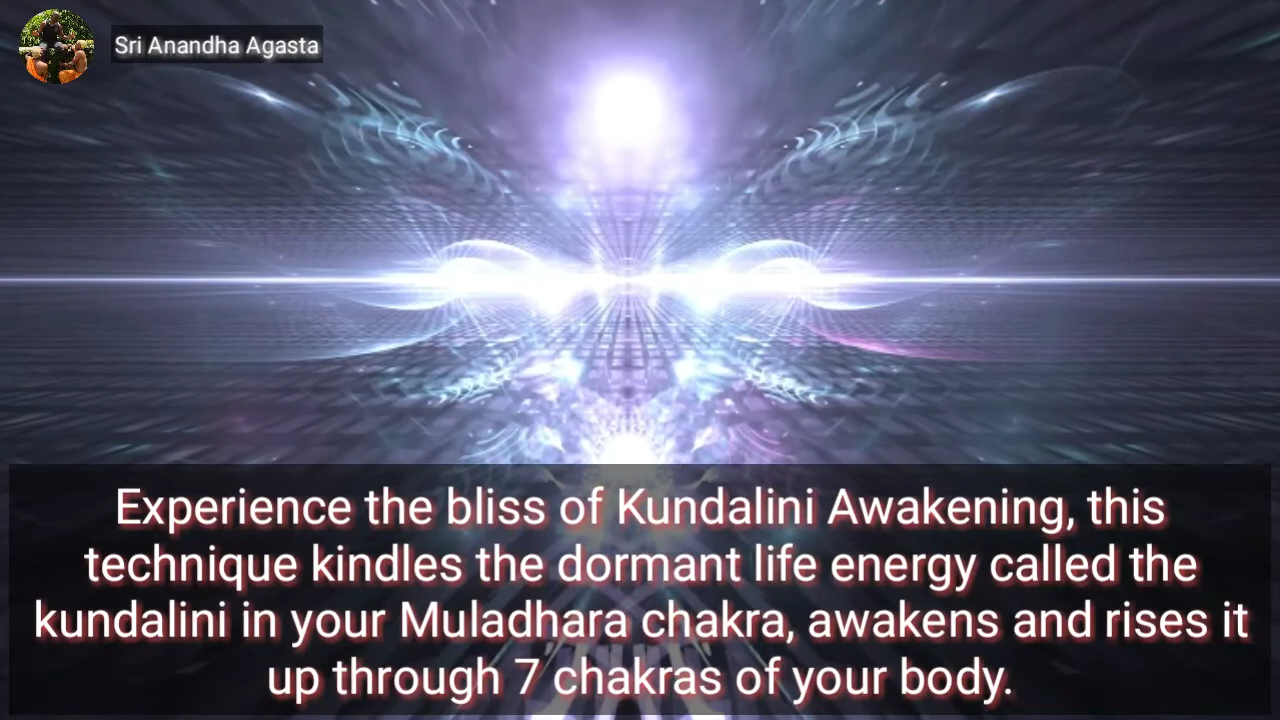 Sri Anandha Agasta
Experience the bliss of Kundalini Awakening, this
technique kindles the dormant life energy called the
kundalini in your Muladhara chakra, awakens and rises it
up through 7 chakras of your body.